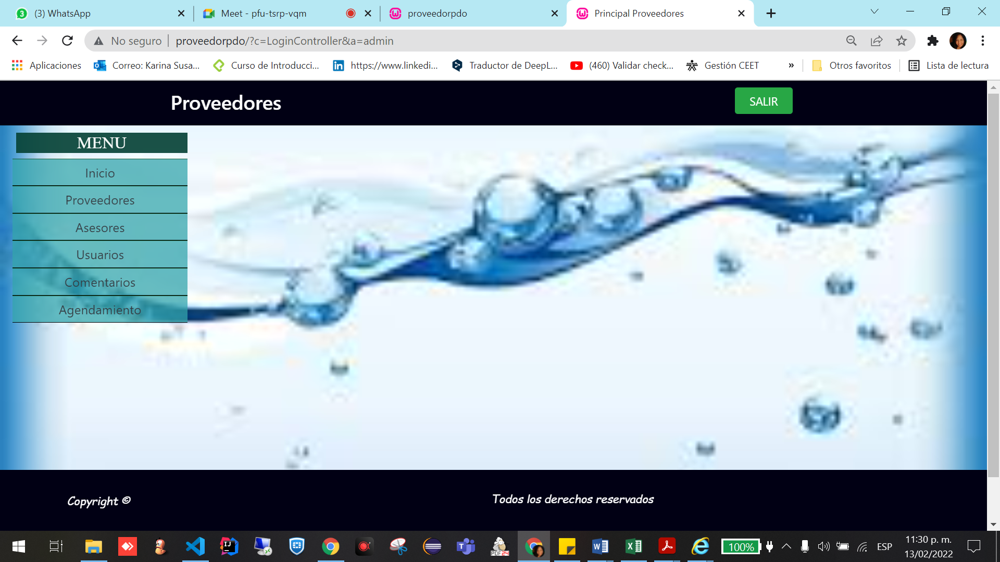 3 (3) WhatsApp
Meet - pfu-tsrp-vqm
proveedorpdo
Principal Proveedores
No seguro
proveedorpdo/?c=LoginController&a=admin
Aplicaciones
Correo: Karina Susa...
Curso de Introducci...
https://www.linkedi...
Traductor de DeepL...
(460) Validar check...
SENA Gestión CEET
»
Otros favoritos
Lista de lectura
Proveedores
SALIR
MENU
Inicio
Proveedores
Asesores
Usuarios
Comentarios
Agendamiento
Copyright ©
Todos los derechos reservados
PDF24
100%
ESP
11:30 p. m.
13/02/2022